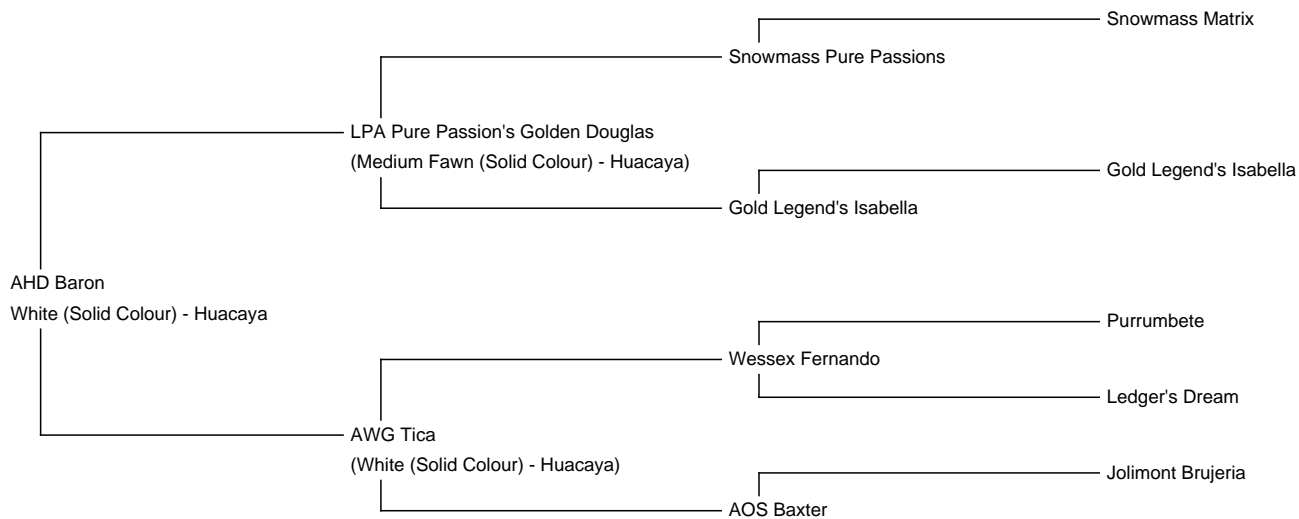 Snowmass Matrix
Snowmass Pure Passions
LPA Pure Passion's Golden Douglas
(Medium Fawn (Solid Colour) - Huacaya)
Gold Legend's Isabella
Gold Legend's Isabella
AHD Baron
White (Solid Colour) - Huacaya
Purrumbete
Wessex Fernando
Ledger's Dream
AWG Tica
(White (Solid Colour) - Huacaya)
Jolimont Brujeria
AOS Baxter